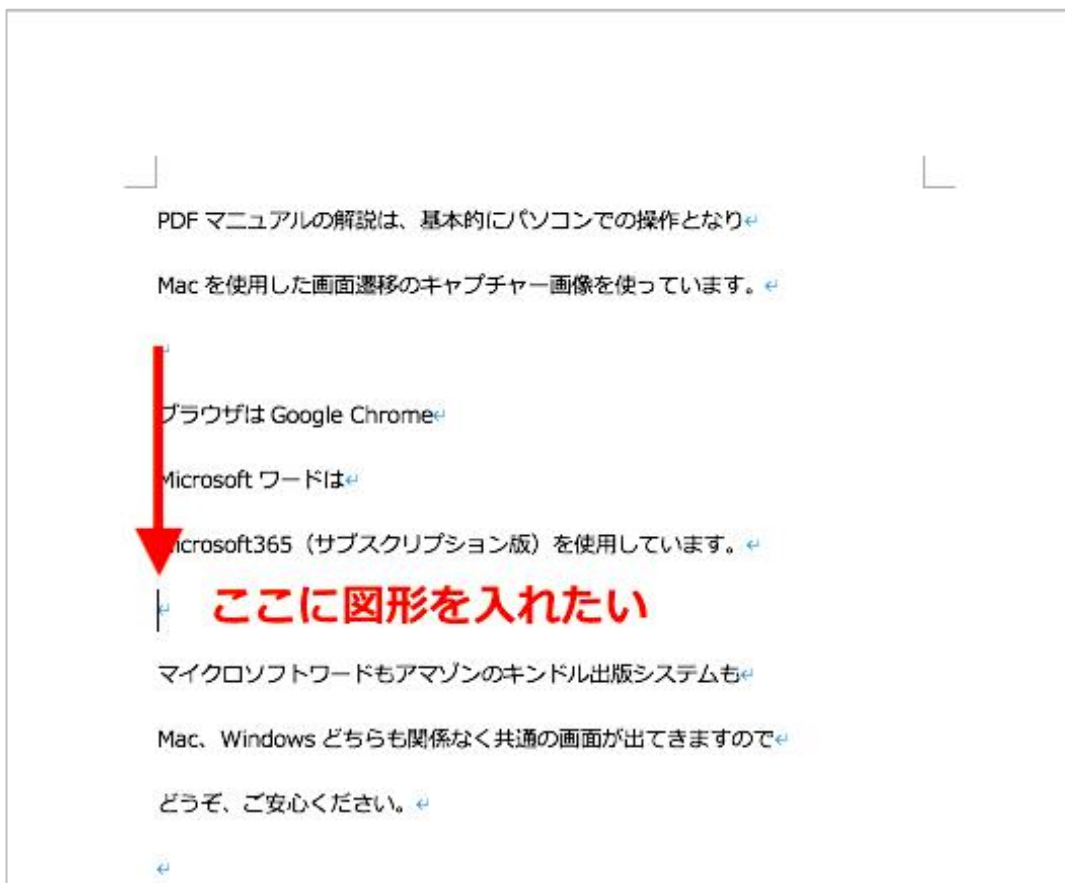 PDF マニュアルの解説は、基本的にパソコンでの操作となり
Mac を使用した画面遷移のキャプチャー画像を使っています。
ブラウザは Google Chrome
Microsoft ワードは
Microsoft365（サブスクリプション版）を使用しています。
ここに図形を入れたい
マイクロソフトワードもアマゾンのキンドル出版システムも
Mac、Windows どちらも関係なく共通の画面が出てきますので
どうぞ、ご安心ください。